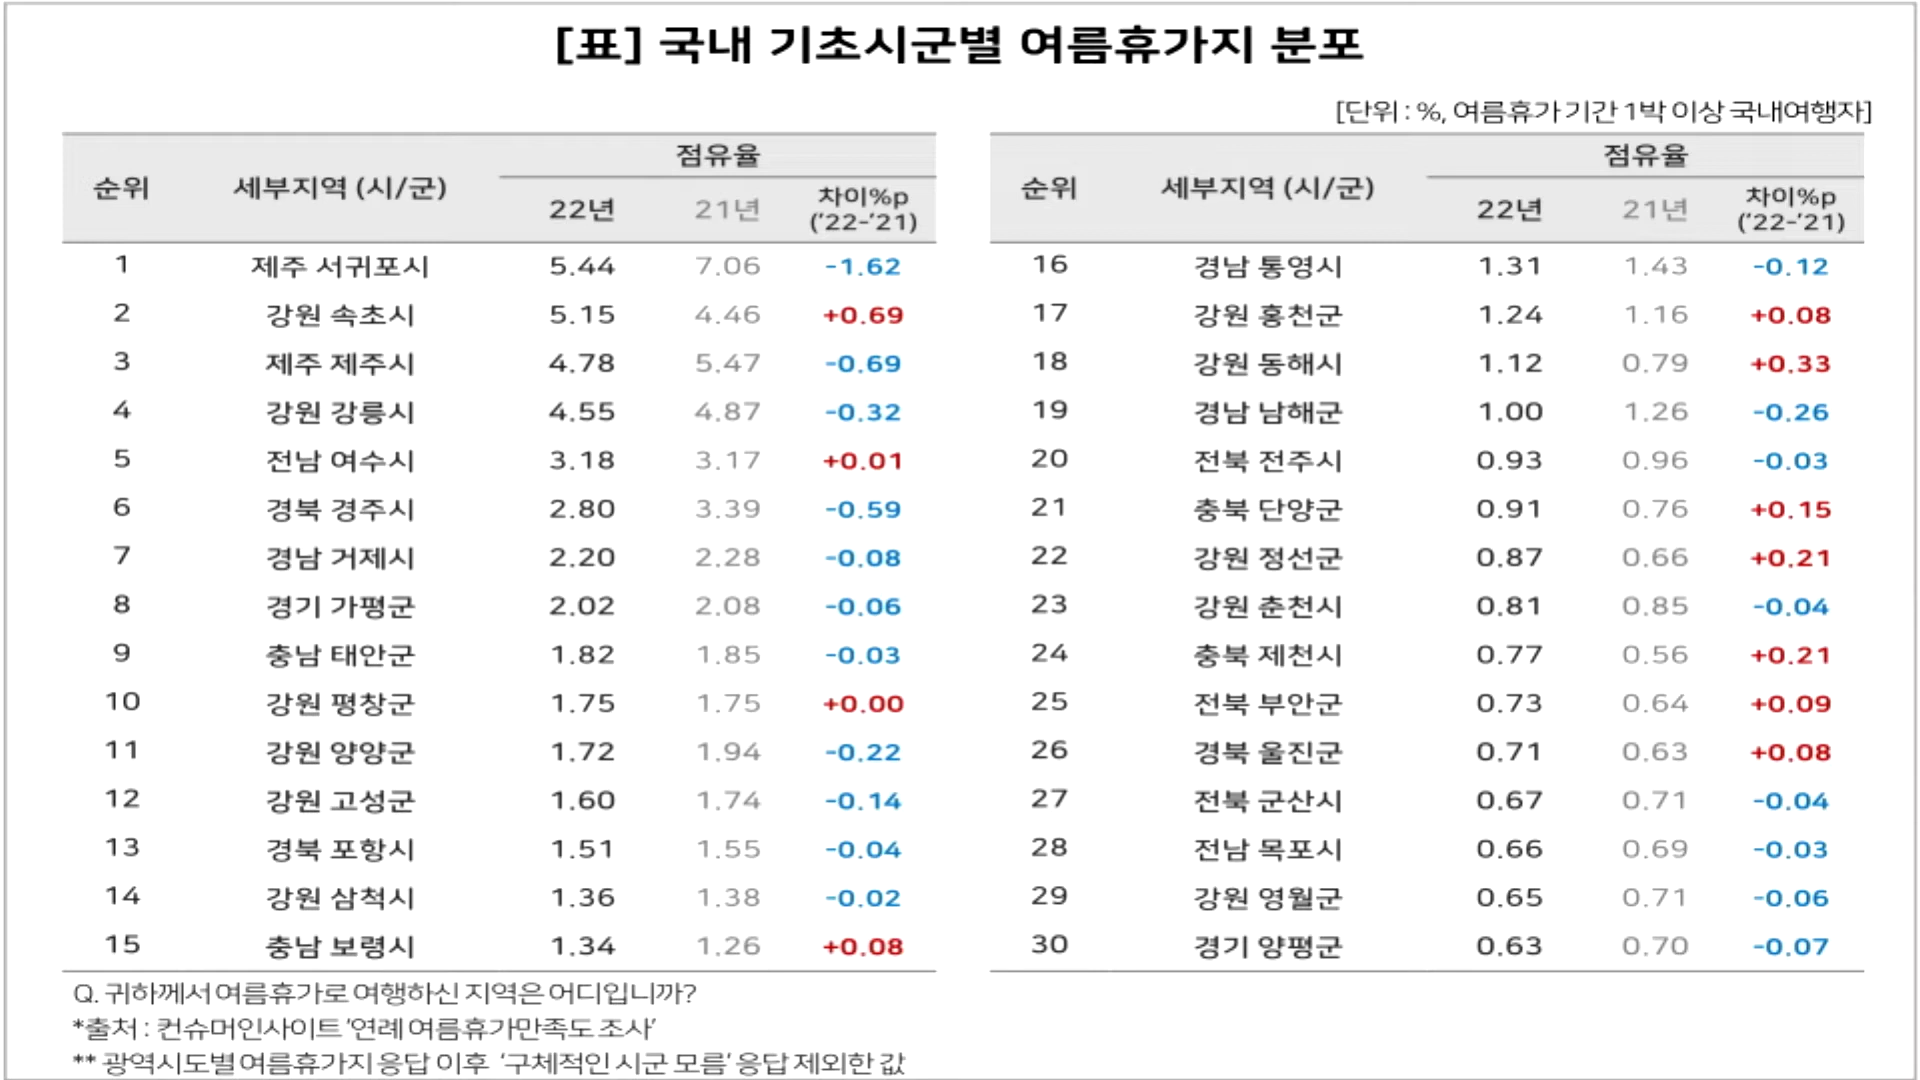 [표] 국내 기초시군별 여름휴가지 분포
[단위 : %, 여름휴가 기간 1박 이상 국내여행자]
순위 세부지역 (시/군) 점유율
22년 21년 차이%p
('22-'21)
1 제주 서귀포시 5.44 7.06 -1.62
2 강원 속초시 5.15 4.46 +0.69
3 제주 제주시 4.78 5.47 -0.69
4 강원 강릉시 4.55 4.87 -0.32
5 전남 여수시 3.18 3.17 +0.01
6 경북 경주시 2.80 3.39 -0.59
7 경남 거제시 2.20 2.28 -0.08
8 경기 가평군 2.02 2.08 -0.06
9 충남 태안군 1.82 1.85 -0.03
10 강원 평창군 1.75 1.75 +0.00
11 강원 양양군 1.72 1.94 -0.22
12 강원 고성군 1.60 1.74 -0.14
13 경북 포항시 1.51 1.55 -0.04
14 강원 삼척시 1.36 1.38 -0.02
15 충남 보령시 1.34 1.26 +0.08
순위 세부지역 (시/군) 점유율
22년 21년 차이%p
('22-'21)
16 경남 통영시 1.31 1.43 -0.12
17 강원 홍천군 1.24 1.16 +0.08
18 강원 동해시 1.12 0.79 +0.33
19 경남 남해군 1.00 1.26 -0.26
20 전북 전주시 0.93 0.96 -0.03
21 충북 단양군 0.91 0.76 +0.15
22 강원 정선군 0.87 0.66 +0.21
23 강원 춘천시 0.81 0.85 -0.04
24 충북 제천시 0.77 0.56 +0.21
25 전북 부안군 0.73 0.64 +0.09
26 경북 울진군 0.71 0.63 +0.08
27 전북 군산시 0.67 0.71 -0.04
28 전남 목포시 0.66 0.69 -0.03
29 강원 영월군 0.65 0.71 -0.06
30 경기 양평군 0.63 0.70 -0.07
Q. 귀하께서 여름휴가로 여행하신 지역은 어디입니까?
*출처 : 컨슈머인사이트 '연례 여름휴가만족도 조사'
** 광역시도별 여름휴가지 응답 이후 '구체적인 시군 모름' 응답 제외한 값